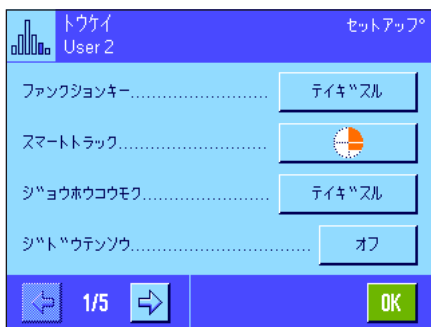 トウケイ
セットアップ°
User 2
ファンクションキー........................ テイギスル
スマートトラック..........................
ジョウホウコウモク....................... テイギスル
ジドウテンソウ................................ オフ
1/5
OK